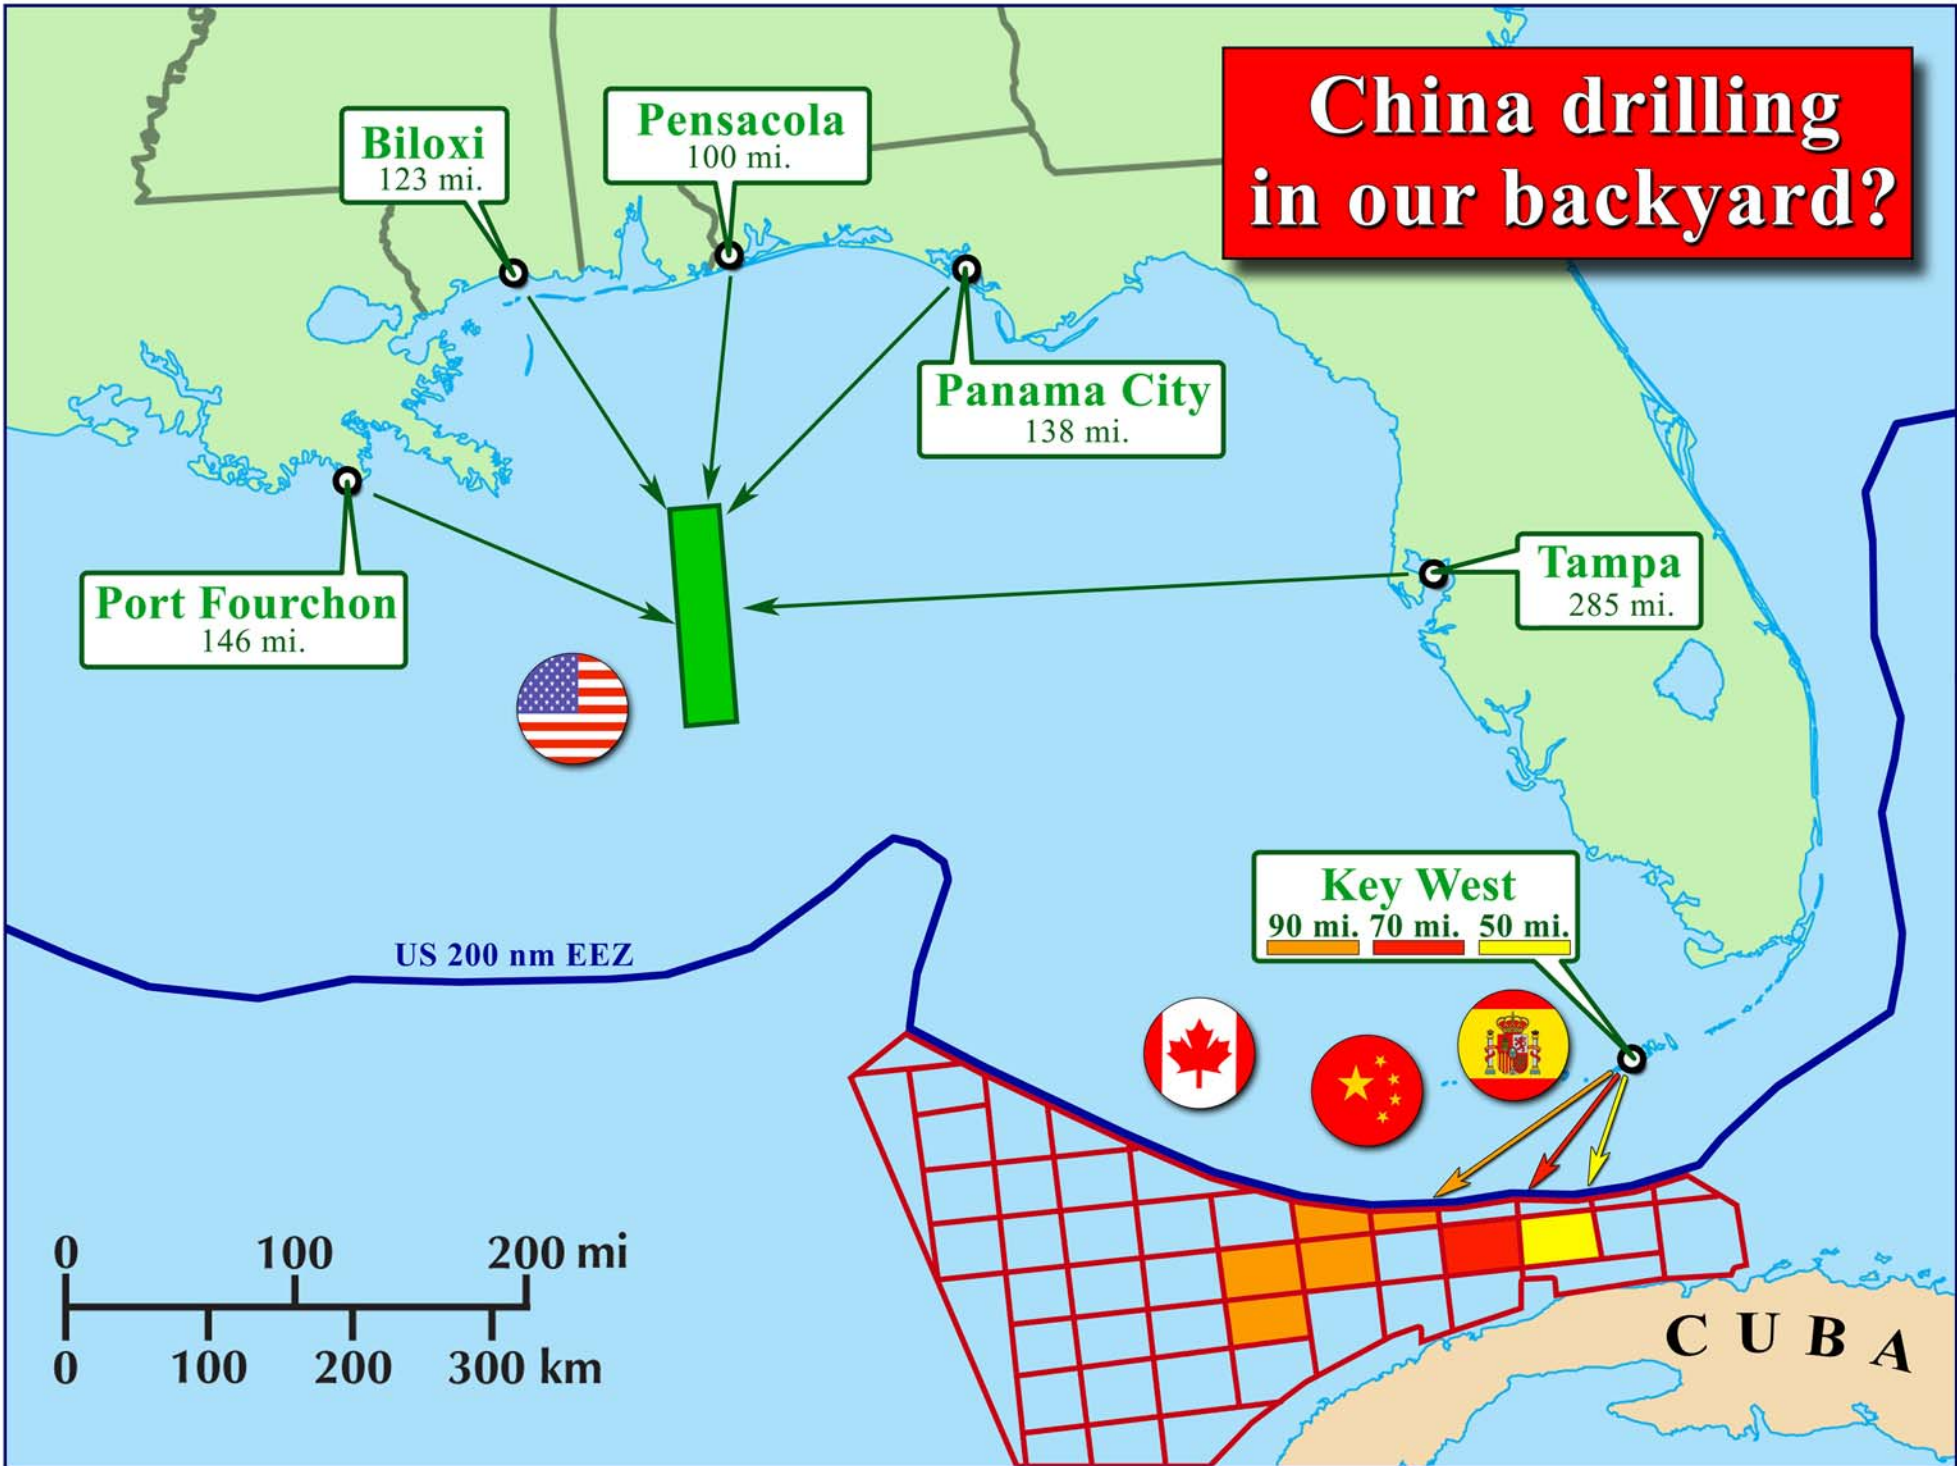 China drilling
in our backyard?
Biloxi
123 mi.
Pensacola
100 mi.
Panama City
138 mi.
Port Fourchon
146 mi.
Tampa
285 mi.
Key West
90 mi. 70 mi. 50 mi.
US 200 nm EEZ
0 100 200 mi
0 100 200 300 km
CUBA